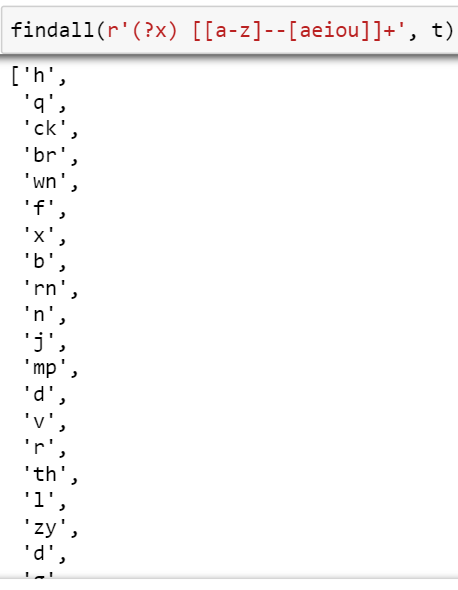 findall(r'(?x) [[a-z]--[aeiou]]+', t)
['h',
'q',
'ck',
'br',
'wn',
'f',
'x',
'b',
'rn',
'n',
'j',
'mp',
'd',
'v',
'r',
'th',
'l',
'zy',
'd',